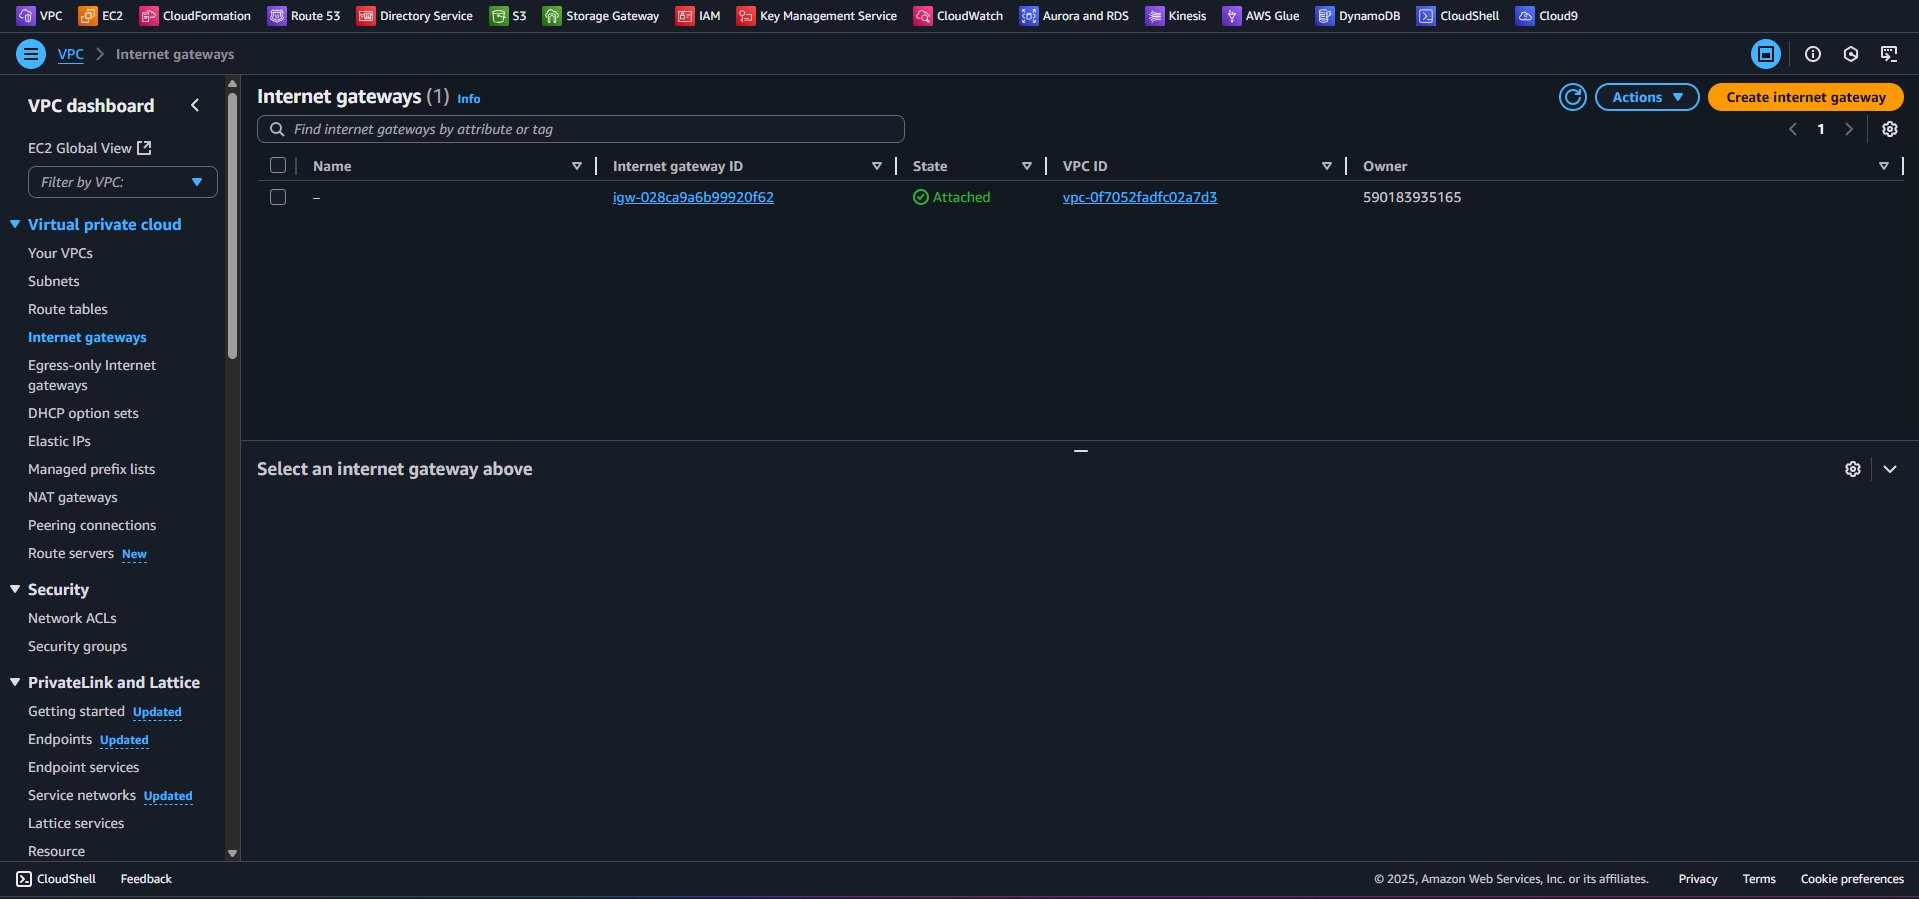 VPC EC2 CloudFormation Route 53 Directory Service S3 Storage Gateway IAM Key Management Service CloudWatch Aurora and RDS Kinesis AWS Glue DynamoDB CloudShell Cloud9
VPC Internet gateways
VPC dashboard
EC2 Global View
Filter by VPC:
Virtual private cloud
Your VPCs
Subnets
Route tables
Internet gateways
Egress-only Internet
gateways
DHCP option sets
Elastic IPs
Managed prefix lists
NAT gateways
Peering connections
Route servers New
Security
Network ACLs
Security groups
PrivateLink and Lattice
Getting started Updated
Endpoints Updated
Endpoint services
Service networks Updated
Lattice services
Resource
Internet gateways (1) Info
Actions Create internet gateway
Find internet gateways by attribute or tag
1
Name Internet gateway ID State VPC ID Owner
– igw-028ca9a6b99920f62 Attached vpc-0f7052fadfc02a7d3 590183935165
Select an internet gateway above
CloudShell Feedback © 2025, Amazon Web Services, Inc. or its affiliates. Privacy Terms Cookie preferences